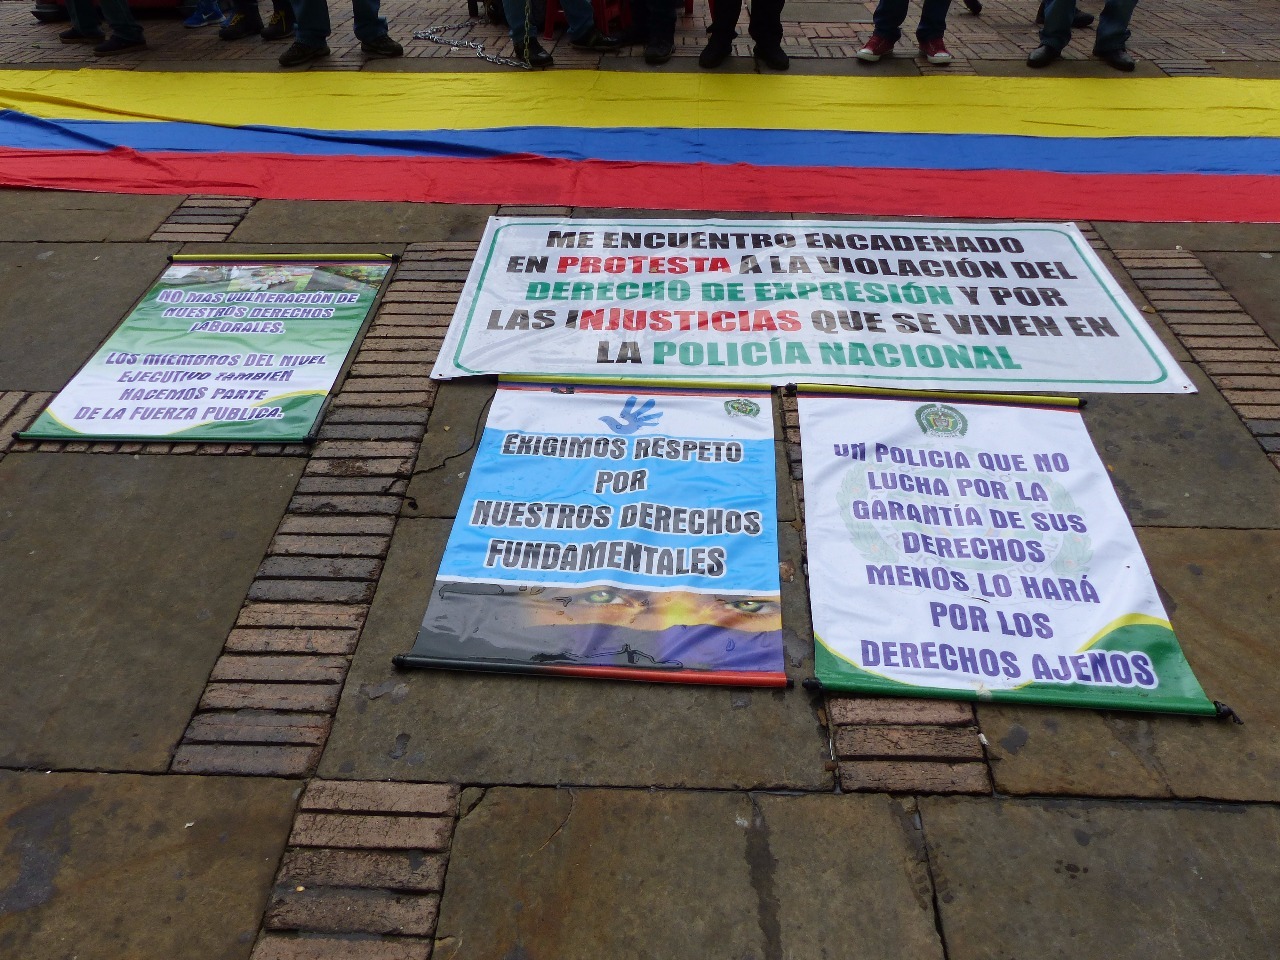 ME ENCUENTRO ENCADENADO
EN PROTESTA A LA VIOLACIÓN DEL
DERECHO DE EXPRESIÓN Y POR
LAS INJUSTICIAS QUE SE VIVEN EN
LA POLICÍA NACIONAL
NO MAS VULNERACIÓN DE
NUESTROS DERECHOS
LABORALES.
LOS MIEMBROS DEL NIVEL
EJECUTIVO TAMBIEN
HACEMOS PARTE
DE LA FUERZA PUBLICA.
EXIGIMOS RESPETO
POR
NUESTROS DERECHOS
FUNDAMENTALES
UN POLICIA QUE NO
LUCHA POR LA
GARANTÍA DE SUS
DERECHOS
MENOS LO HARÁ
POR LOS
DERECHOS AJENOS